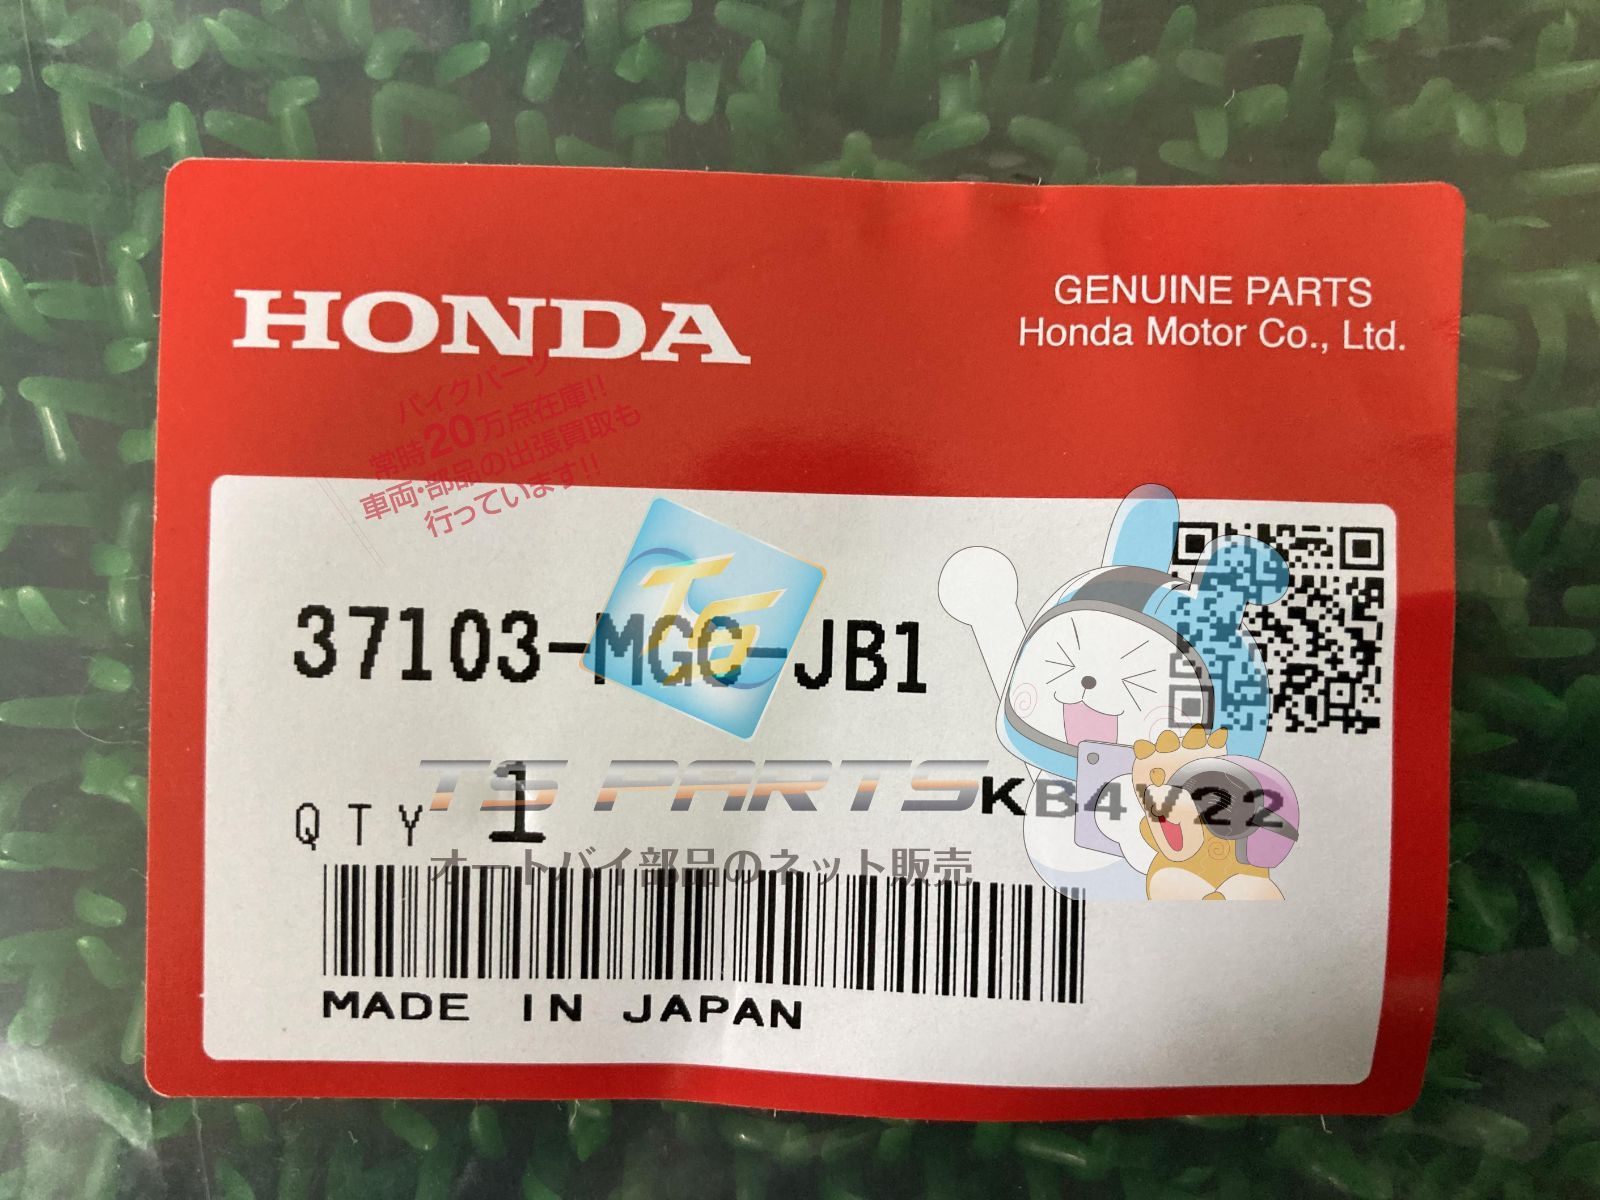 HONDA
GENUINE PARTS
Honda Motor Co., Ltd.
バイクパーツ
常時20万点在庫!!
車両・部品の出張買取も
行っています!!
TG
37103-MGC-JB1
TS PARTS
QTY 1
KB4V22
オートバイ部品のネット販売
MADE IN JAPAN